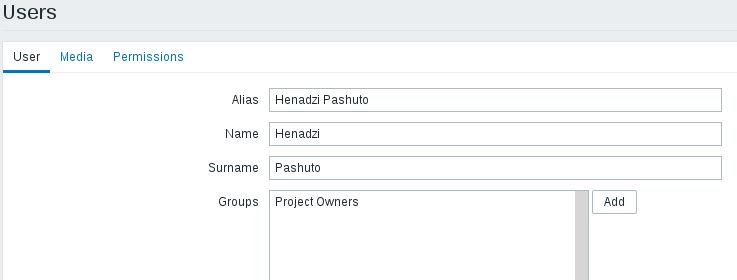 Users
User Media Permissions
Alias Henadzi Pashuto
Name Henadzi
Surname Pashuto
Groups Project Owners Add